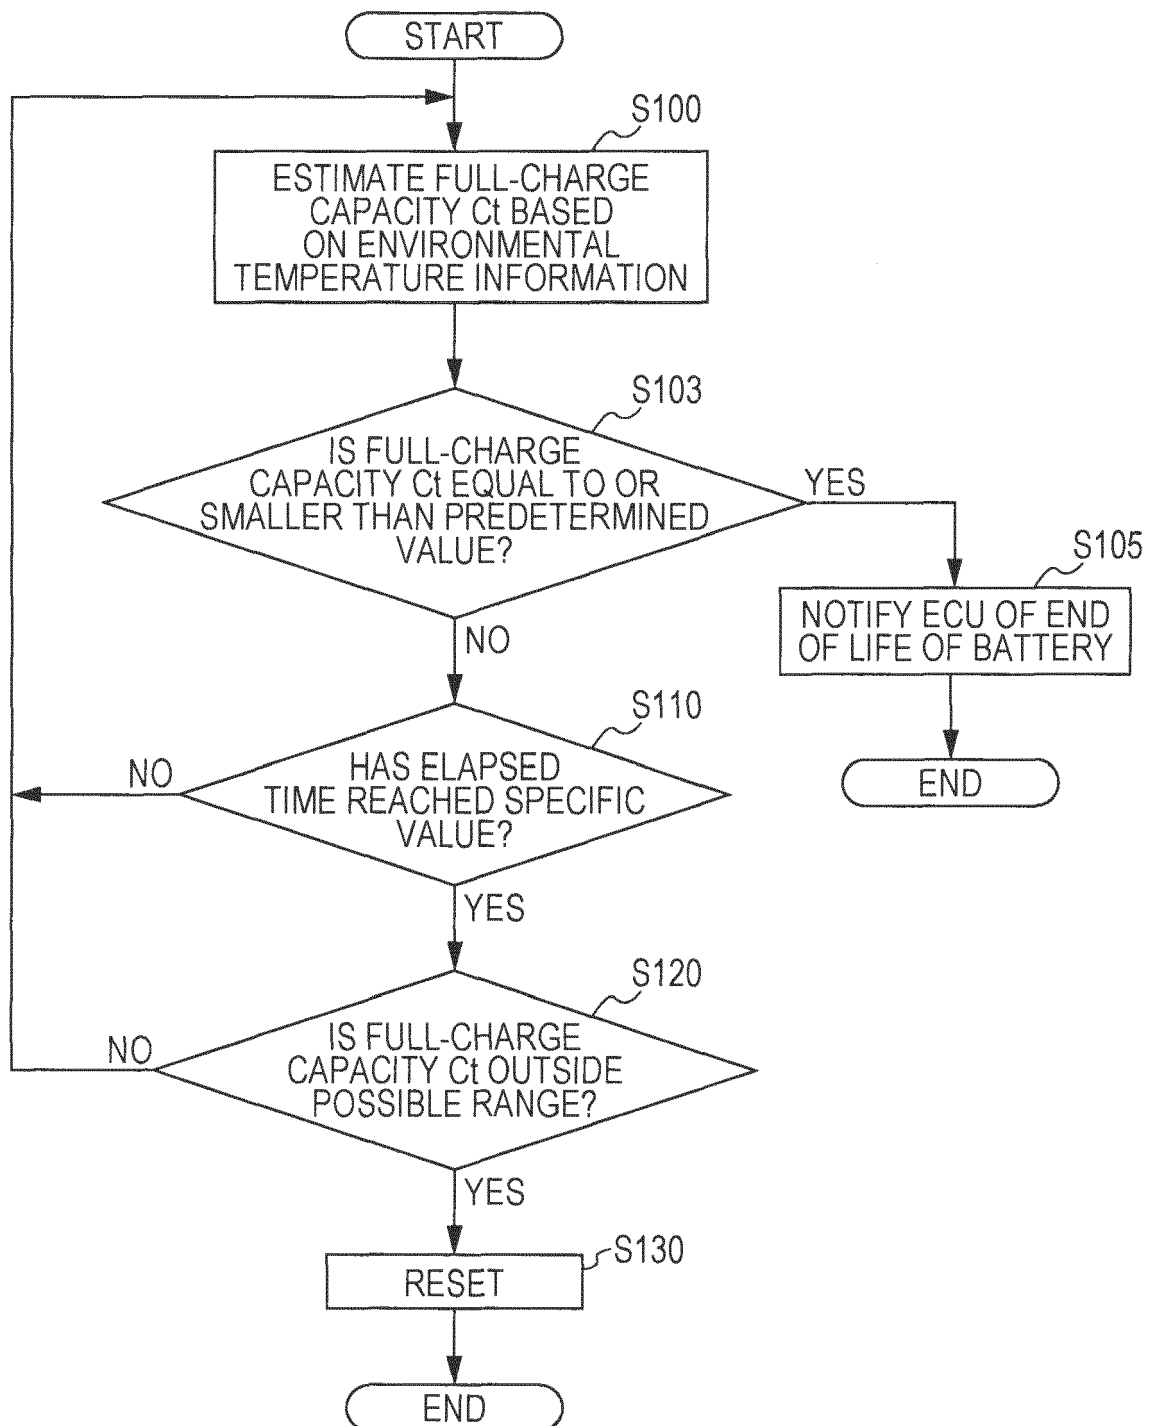 START
S100
ESTIMATE FULL-CHARGE
CAPACITY Ct BASED
ON ENVIRONMENTAL
TEMPERATURE INFORMATION
S103
IS FULL-CHARGE
CAPACITY Ct EQUAL TO OR
SMALLER THAN PREDETERMINED
VALUE?
YES
S105
NOTIFY ECU OF END
OF LIFE OF BATTERY
END
NO
S110
HAS ELAPSED
TIME REACHED SPECIFIC
VALUE?
NO
YES
S120
IS FULL-CHARGE
CAPACITY Ct OUTSIDE
POSSIBLE RANGE?
NO
YES
S130
RESET
END